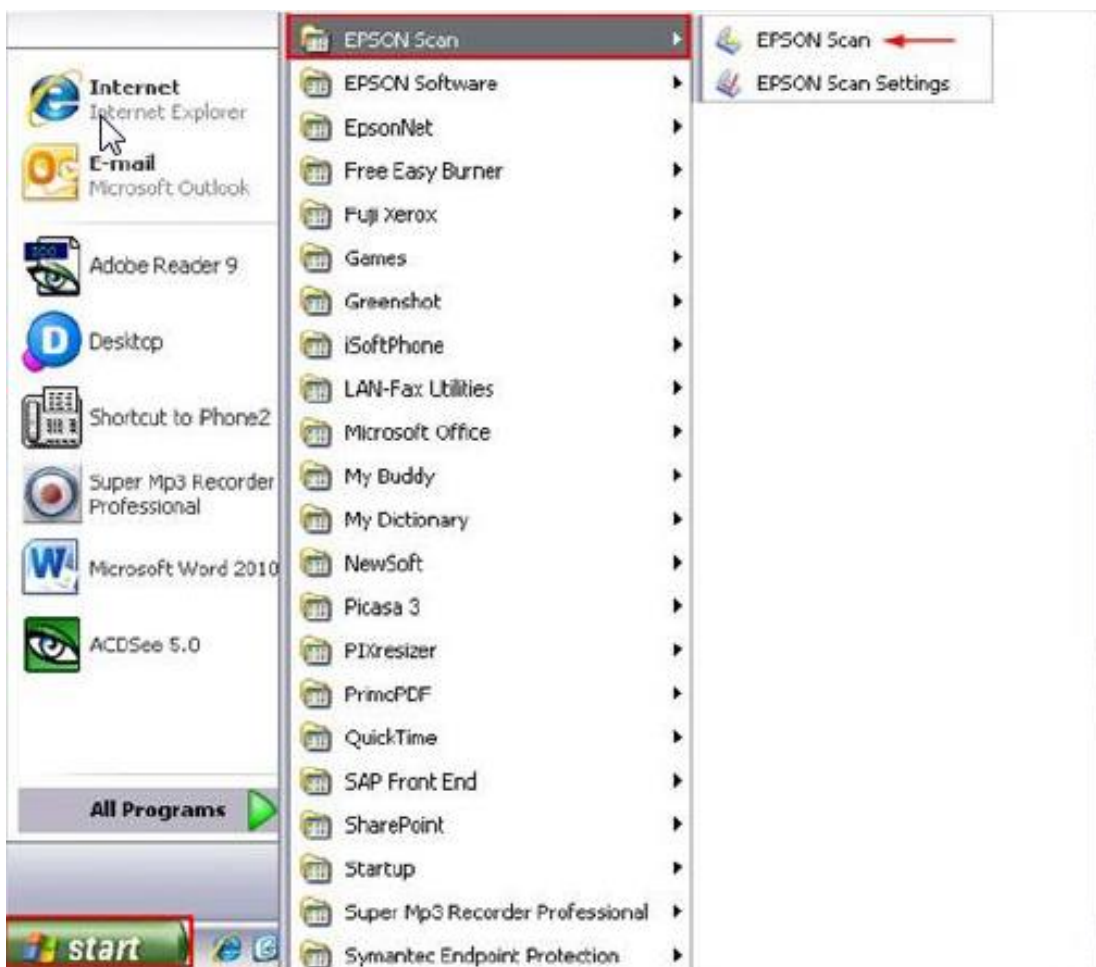 Internet
Internet Explorer
E-mail
Microsoft Outlook
Adobe Reader 9
Desktop
Shortcut to Phone2
Super Mp3 Recorder
Professional
Microsoft Word 2010
ACDSee 5.0
All Programs
start
EPSON Scan
EPSON Software
EpsonNet
Free Easy Burner
Fuji Xerox
Games
Greenshot
iSoftPhone
LAN-Fax Utilities
Microsoft Office
My Buddy
My Dictionary
NewSoft
Picasa 3
PIXresizer
PrimoPDF
QuickTime
SAP Front End
SharePoint
Startup
Super Mp3 Recorder Professional
Symantec Endpoint Protection
EPSON Scan
EPSON Scan Settings